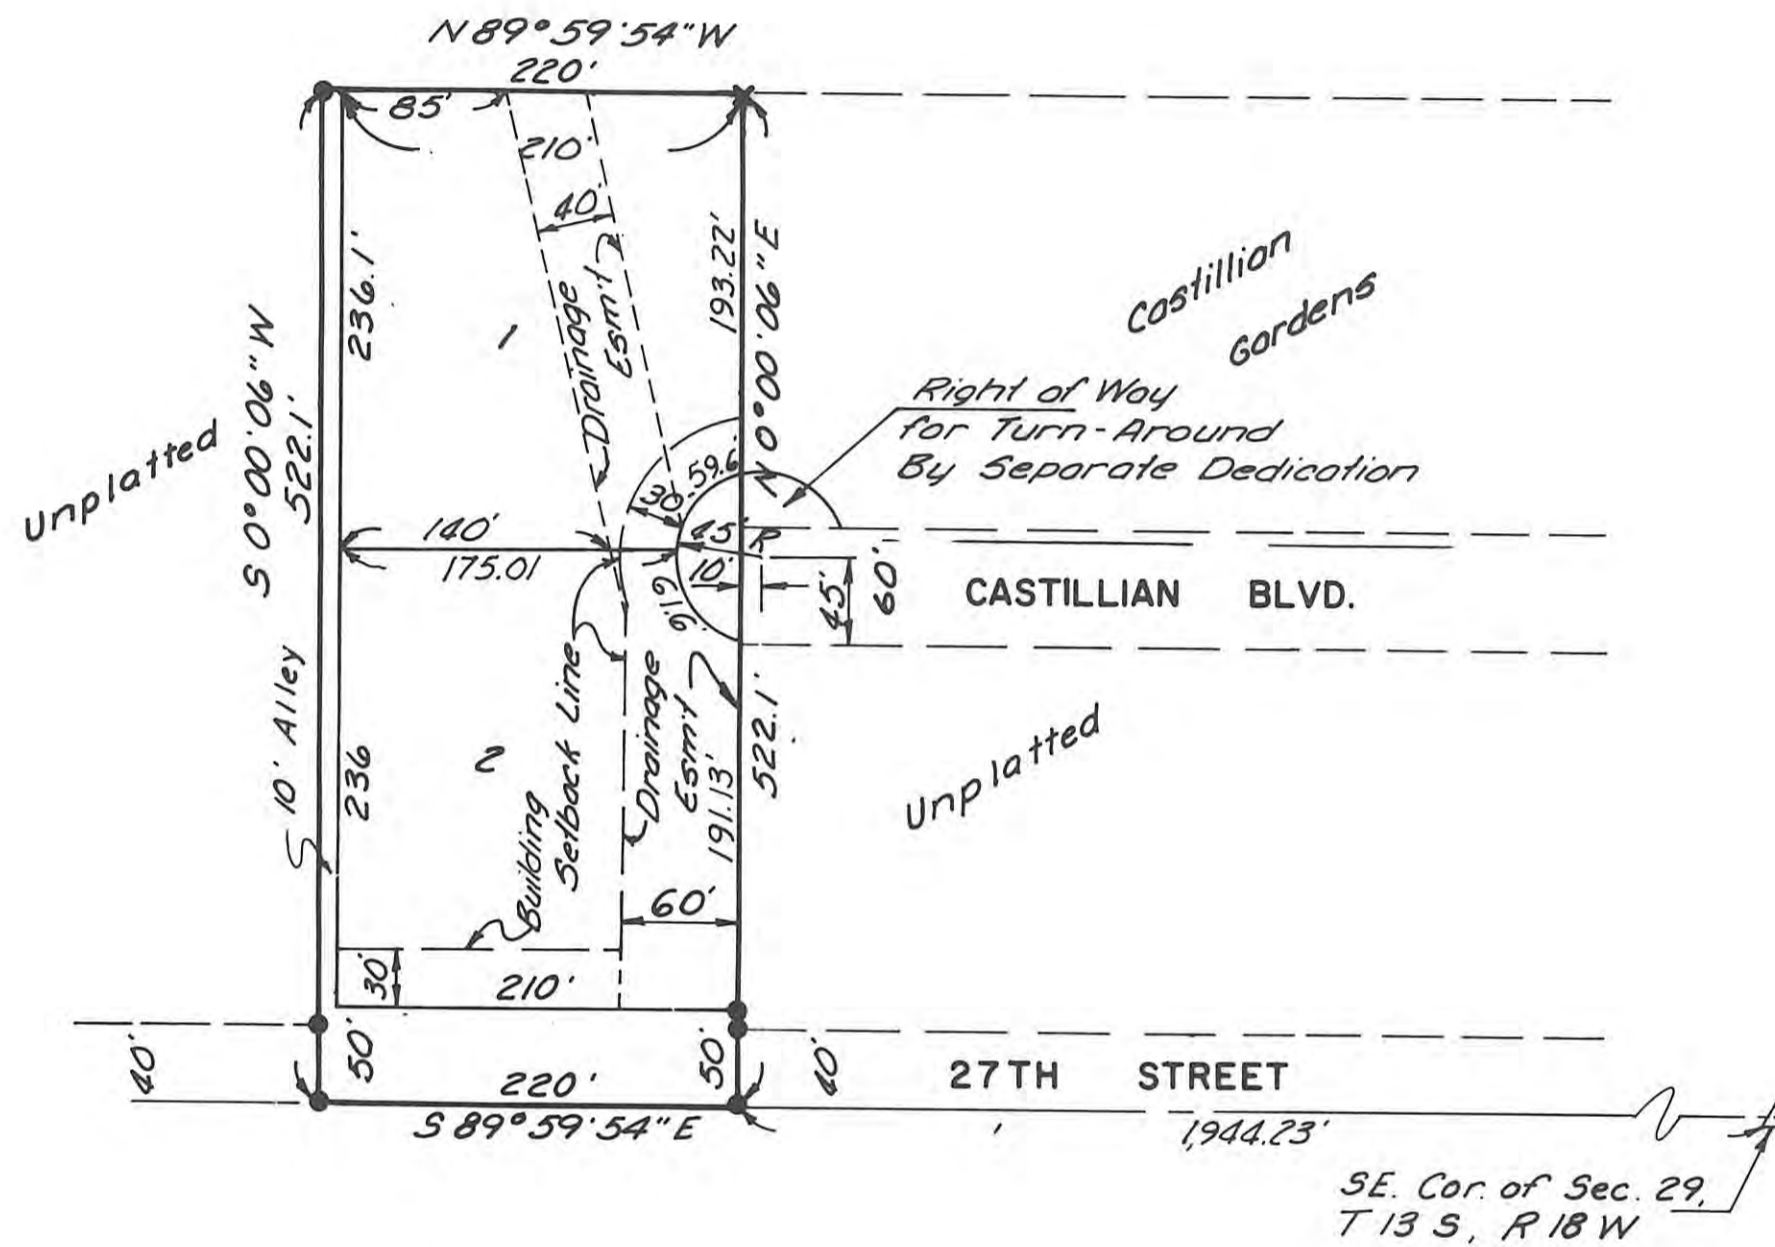 N 89° 59' 54" W
220'
85'
210'
40'
Drainage
Esm't
236.1'
1
193.22'
N 0° 00' 06" E
S 0° 00' 06" W
522.1'
Unplatted
Castillian
Gardens
Right of Way
for Turn-Around
By Separate Dedication
59.6
30'
45'
R
10'
61.6
140'
175.01
45'
60'
CASTILLIAN BLVD.
10' Alley
236
2
Building
Setback Line
Drainage
Esm't
191.13'
522.1'
Unplatted
60'
30'
210'
40'
50'
220'
S 89° 59' 54" E
50'
40'
27TH STREET
1,944.23'
SE. Cor. of Sec. 29,
T 13 S, R 18 W